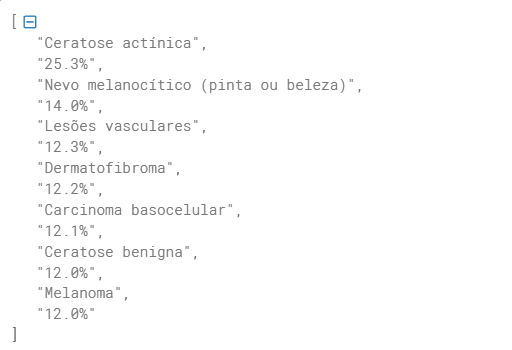 [
"Ceratose actínica",
"25.3%",
"Nevo melanocítico (pinta ou beleza)",
"14.0%",
"Lesões vasculares",
"12.3%",
"Dermatofibroma",
"12.2%",
"Carcinoma basocelular",
"12.1%",
"Ceratose benigna",
"12.0%",
"Melanoma",
"12.0%"
]